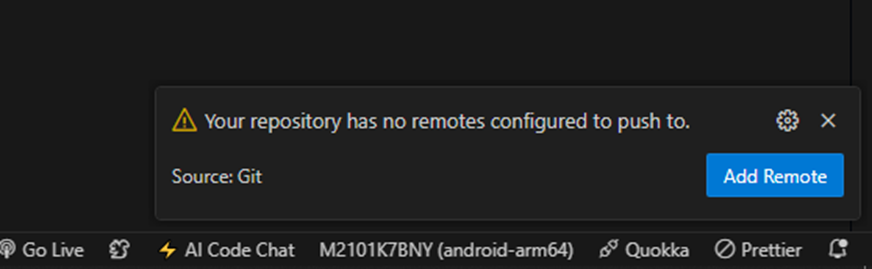 Your repository has no remotes configured to push to.
Source: Git
Add Remote
Go Live
AI Code Chat
M2101K7BNY (android-arm64)
Quokka
Prettier